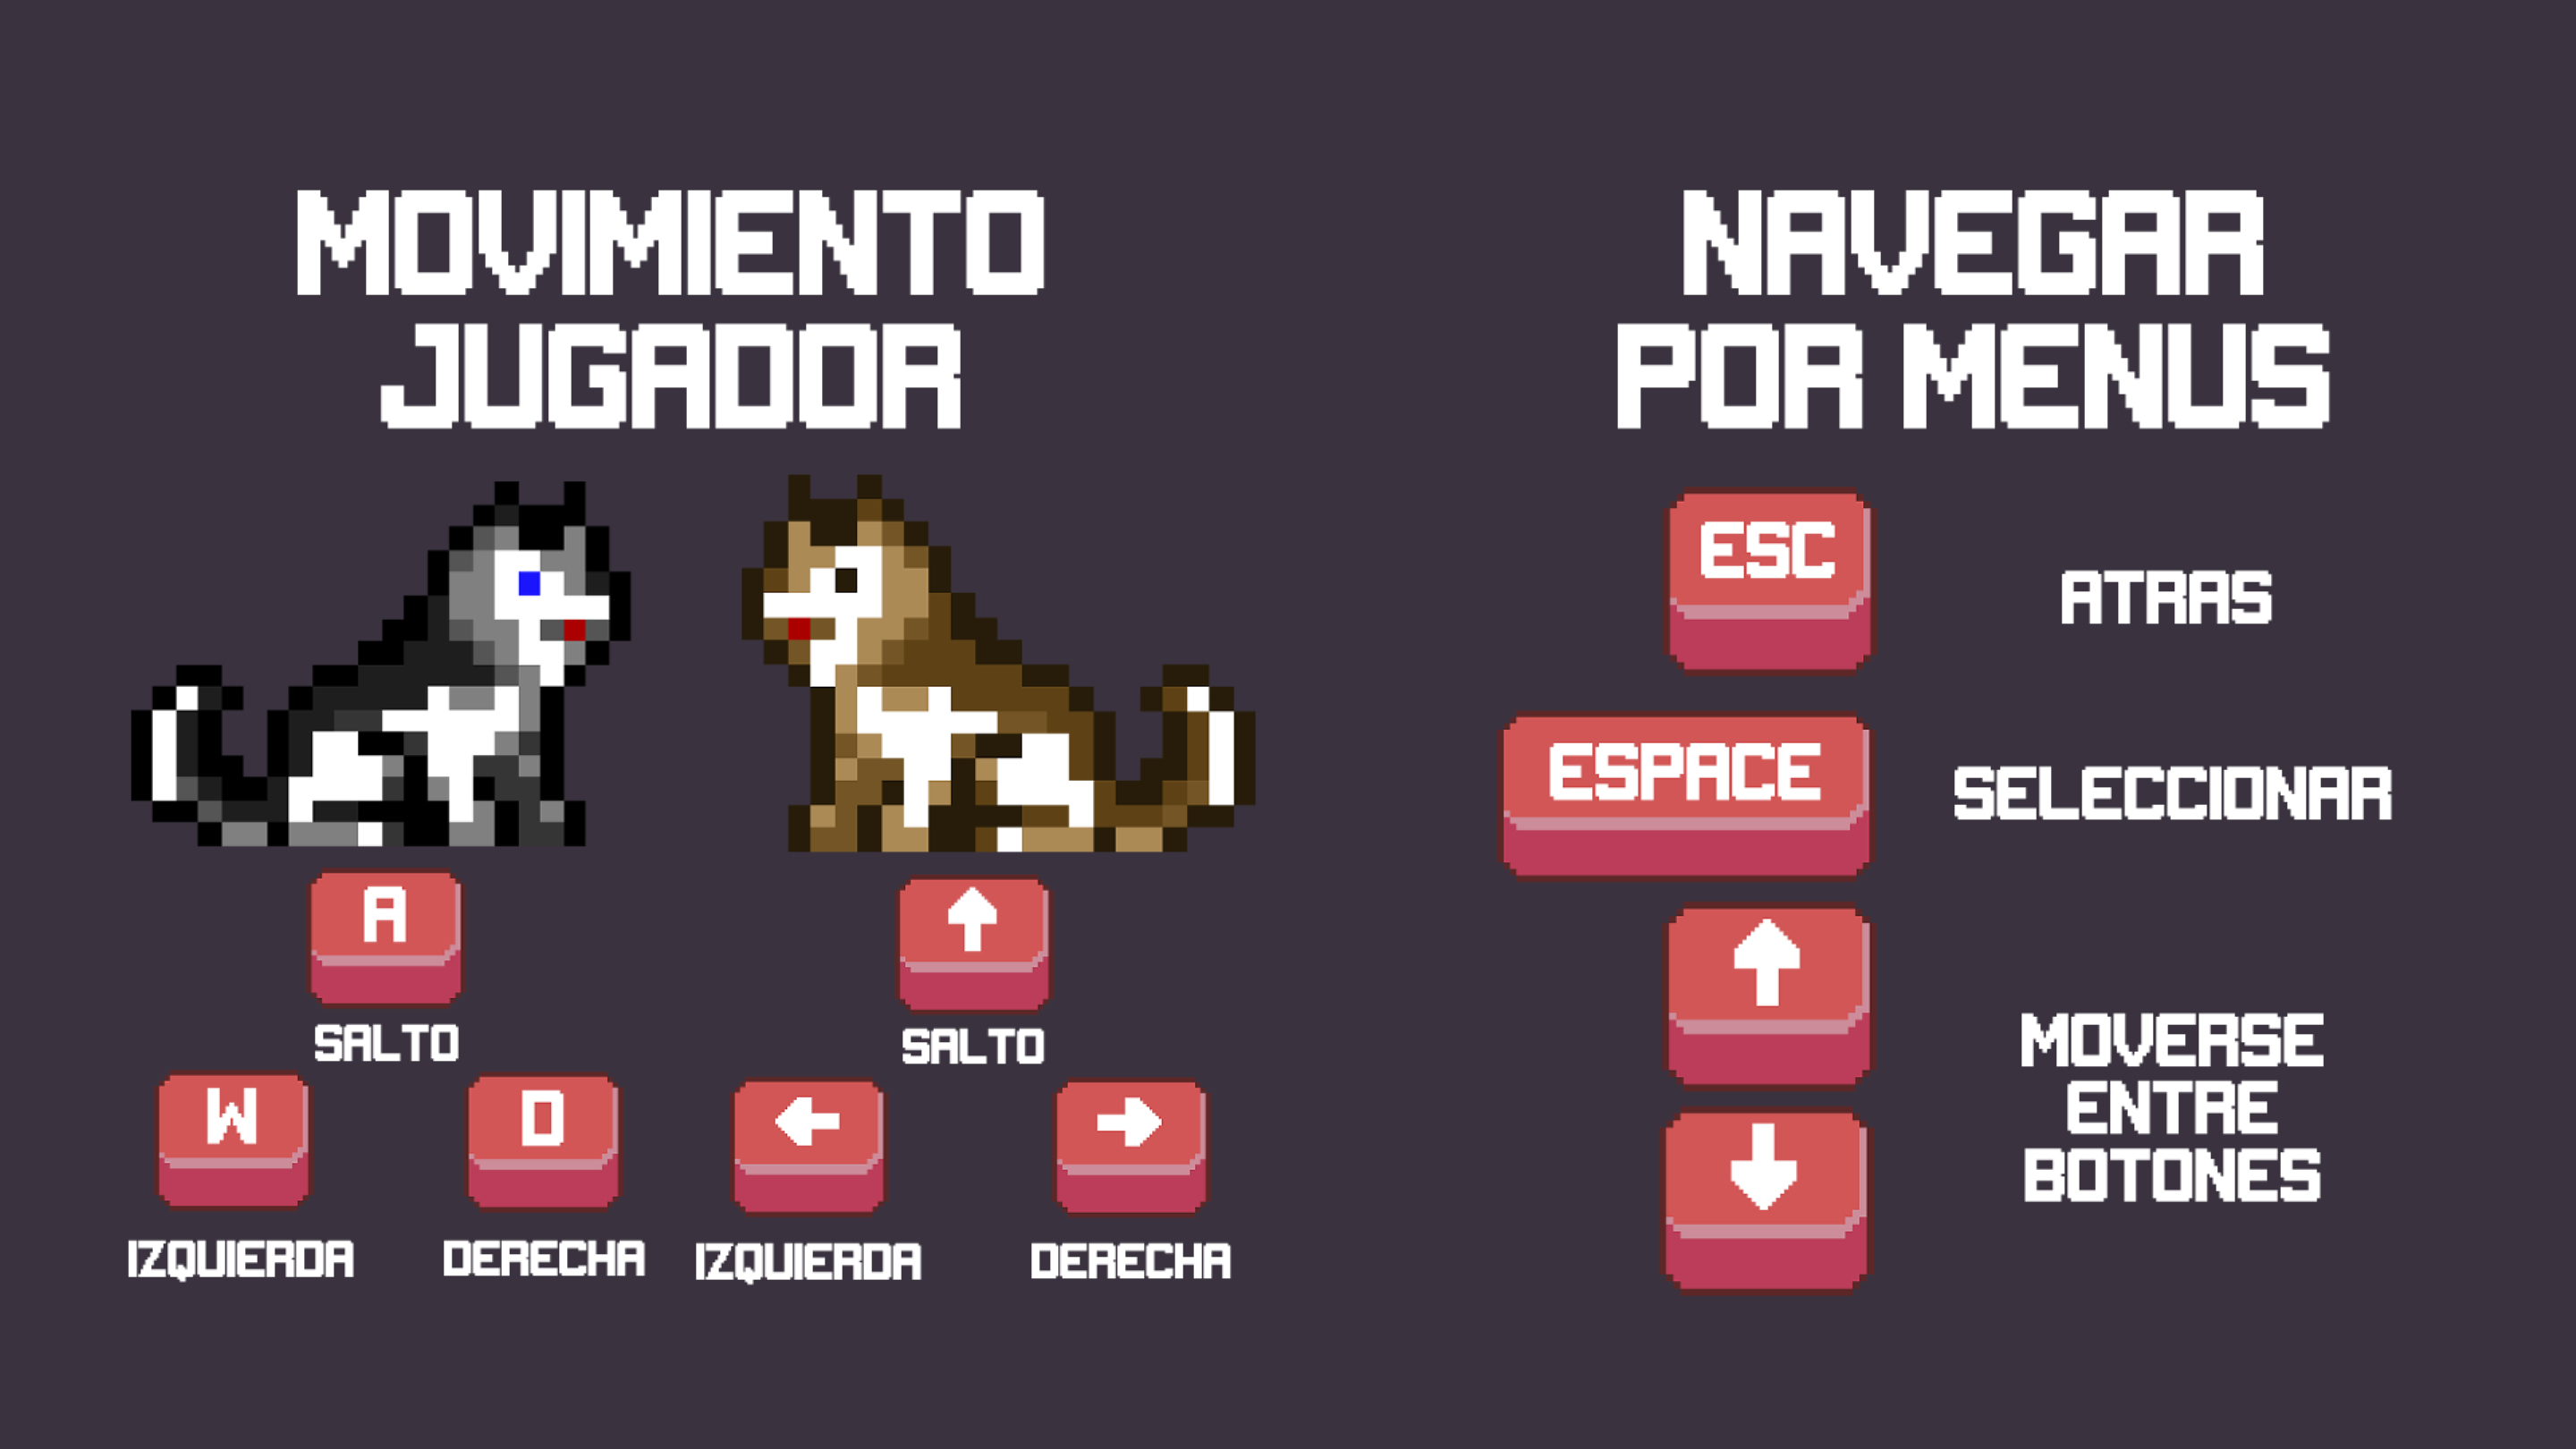 MOVIMIENTO
JUGADOR
A
SALTO
W
D
IZQUIERDA
DERECHA
SALTO
IZQUIERDA
DERECHA
NAVEGAR
POR MENUS
ESC
ATRAS
ESPACE
SELECCIONAR
MOVERSE
ENTRE
BOTONES